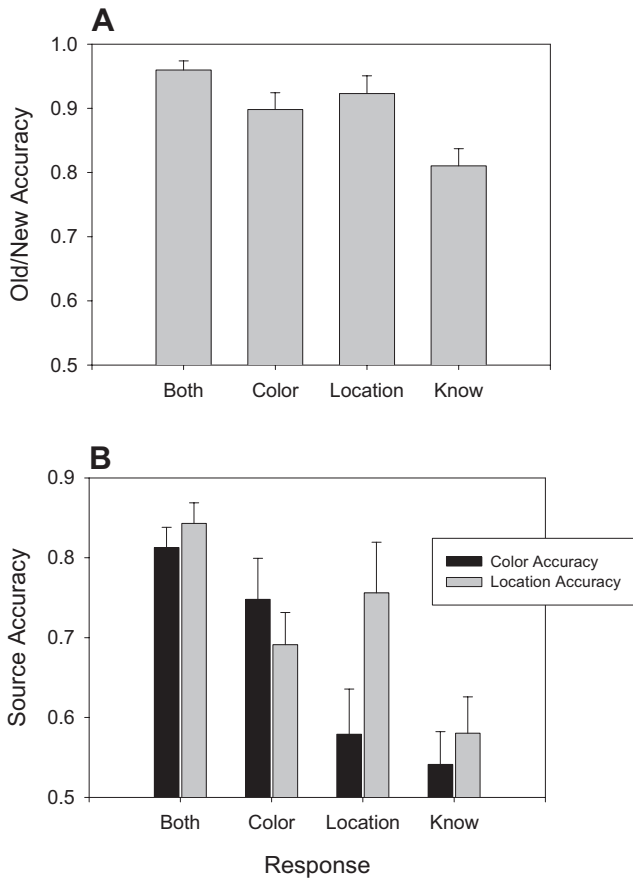 A
Old/New Accuracy
1.0
0.9
0.8
0.7
0.6
0.5
Both Color Location Know
B
Source Accuracy
0.9
0.8
0.7
0.6
0.5
Color Accuracy
Location Accuracy
Both Color Location Know
Response